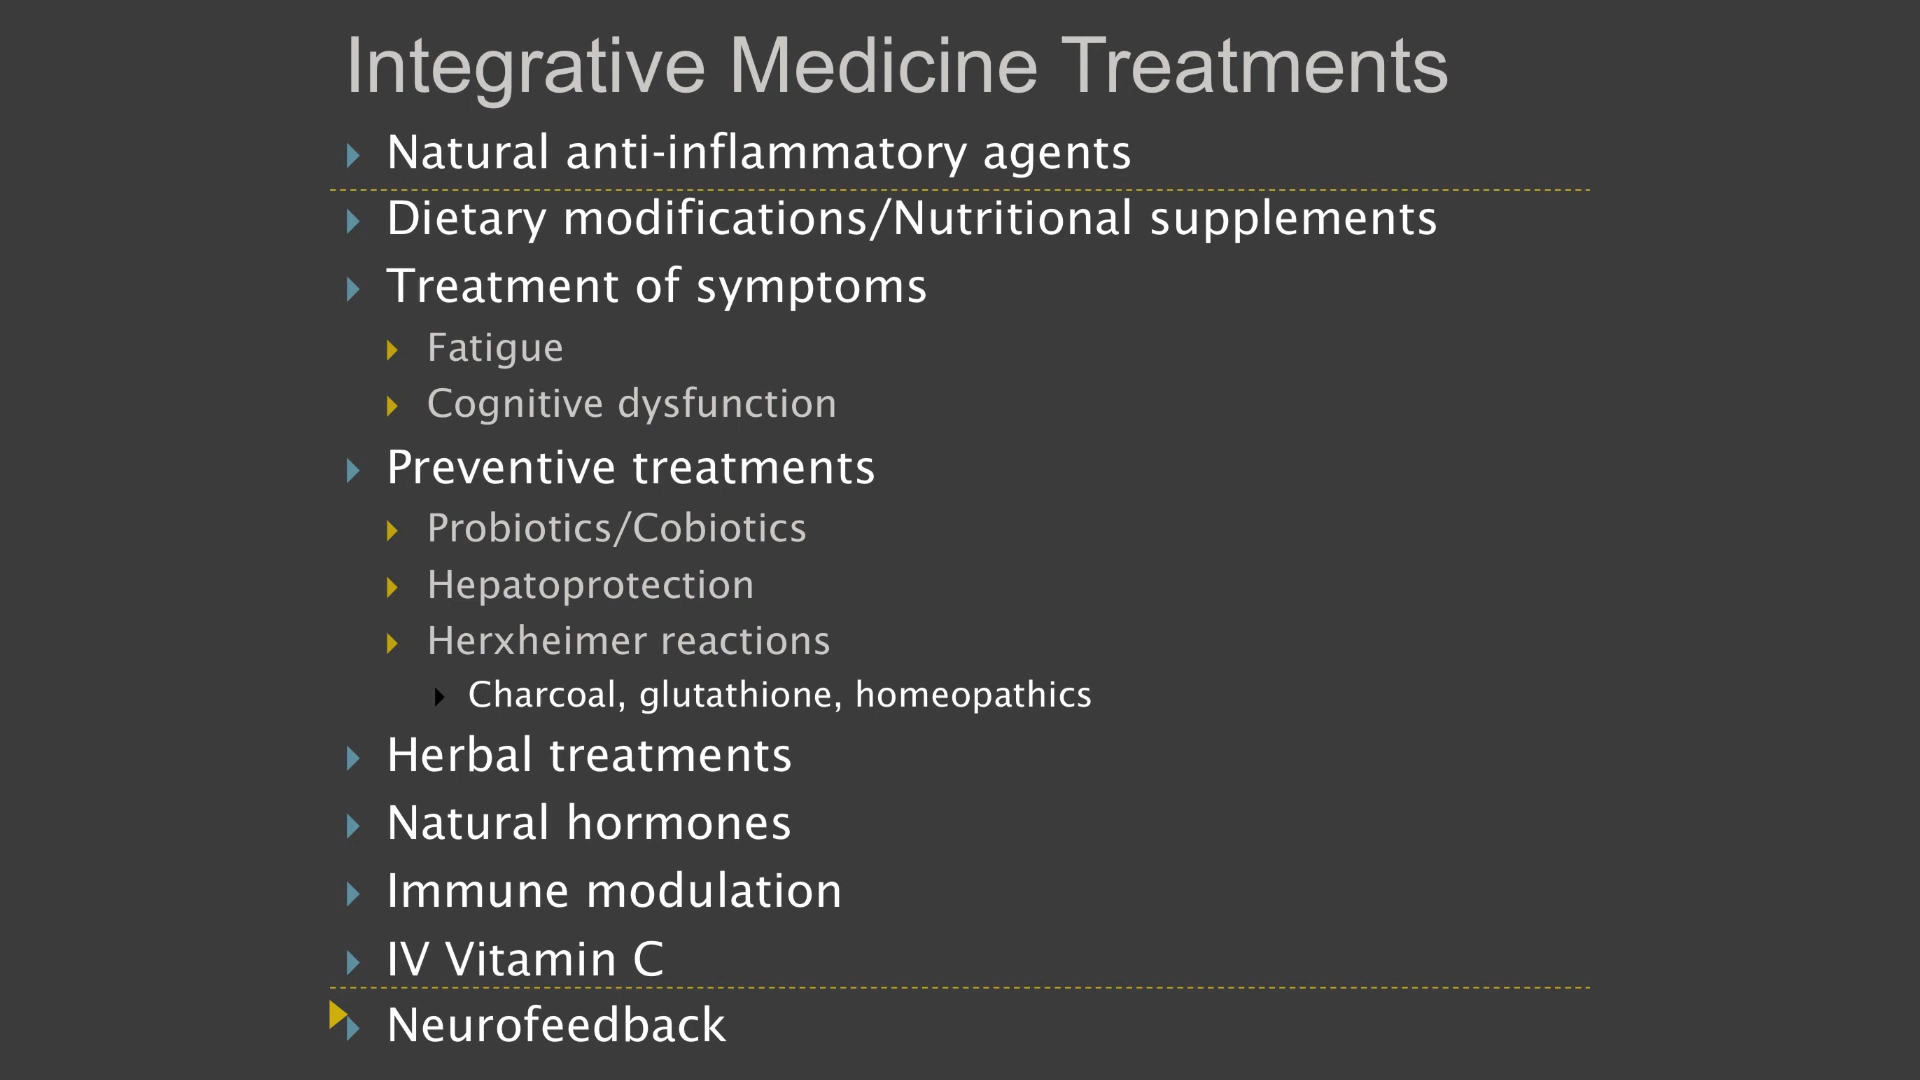 Integrative Medicine Treatments
Natural anti-inflammatory agents
Dietary modifications/Nutritional supplements
Treatment of symptoms
Fatigue
Cognitive dysfunction
Preventive treatments
Probiotics/Cobiotics
Hepatoprotection
Herxheimer reactions
Charcoal, glutathione, homeopathics
Herbal treatments
Natural hormones
Immune modulation
IV Vitamin C
Neurofeedback